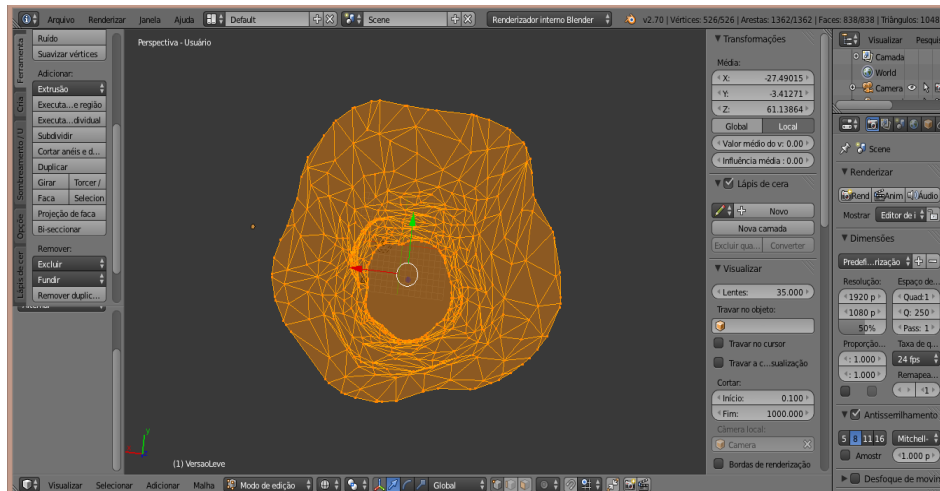 Arquivo Renderizar Janela Ajuda Default Scene Renderizador interno Blender v2.70 | Vértices: 526/526 | Arestas: 1362/1362 | Faces: 838/838 | Triângulos: 1048
Ferramenta
Cria
Sombreamento / U
Opçõe
Lápis de cer
Ruído
Suavizar vértices
Adicionar:
Extrusão
Executa...e região
Executa...dividual
Subdividir
Cortar anéis e d...
Duplicar
Girar Torcer /
Faca Selecion
Projeção de faca
Bi-seccionar
Remover:
Excluir
Fundir
Remover duplic...
Perspectiva - Usuário
(1) VersaoLeve
Transformações
Média:
X: -27.49015
Y: -3.41271
Z: 61.13864
Global Local
Valor médio do v: 0.00
Influência média : 0.00
Lápis de cera
Novo
Nova camada
Excluir qua... Converter
Visualizar
Lentes: 35.000
Travar no objeto:
Travar no cursor
Travar a c...sualização
Cortar:
Início: 0.100
Fim: 1000.000
Câmera local:
Camera
Bordas de renderização
Visualizar Pesquis
Camada
World
Camera
Scene
Renderizar
Rend Anim Áudio
Mostrar Editor de i
Dimensões
Predefi...rização
Resolução: Espaço de...
1920 p Quad:1
1080 p Q: 250
50% Pass: 1
Proporção... Taxa de q...
: 1.000 24 fps
: 1.000 Remapea...
1
Antisserrilhamento
5 8 11 16 Mitchell-
Amostr 1.000 p
Desfoque de movim
Visualizar Selecionar Adicionar Malha Modo de edição Global